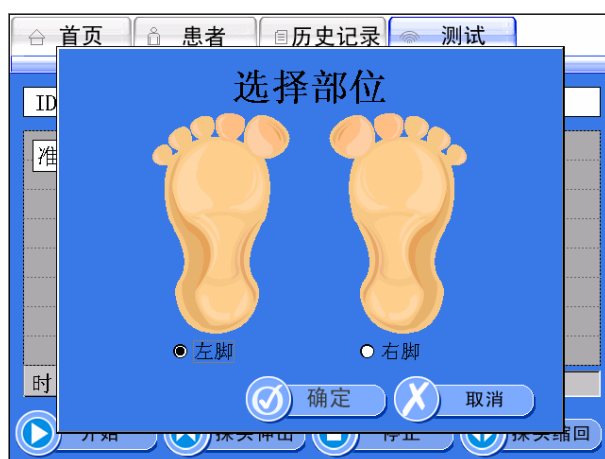 首页 患者 历史记录 测试
选择部位
ID
准
左脚 右脚
时
确定 取消
开始 探头伸出 停止 探头缩回